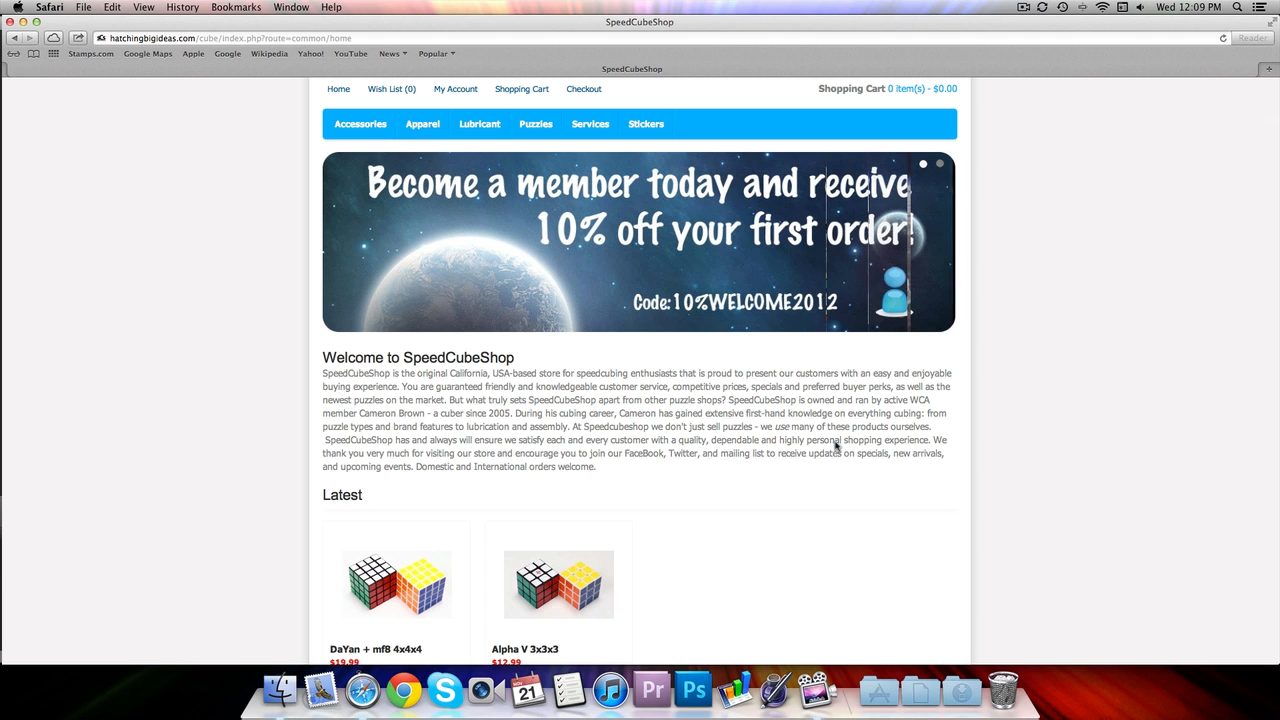 Safari File Edit View History Bookmarks Window Help Wed 12:09 PM
SpeedCubeShop
hatchingbigideas.com/cube/index.php?route=common/home Reader
Stamps.com Google Maps Apple Google Wikipedia Yahoo! YouTube News Popular
SpeedCubeShop
Home Wish List (0) My Account Shopping Cart Checkout Shopping Cart 0 item(s) - $0.00
Accessories Apparel Lubricant Puzzles Services Stickers
Become a member today and receive
10% off your first order!
Code:10%WELCOME2012
Welcome to SpeedCubeShop
SpeedCubeShop is the original California, USA-based store for speedcubing enthusiasts that is proud to present our customers with an easy and enjoyable
buying experience. You are guaranteed friendly and knowledgeable customer service, competitive prices, specials and preferred buyer perks, as well as the
newest puzzles on the market. But what truly sets SpeedCubeShop apart from other puzzle shops? SpeedCubeShop is owned and ran by active WCA
member Cameron Brown - a cuber since 2005. During his cubing career, Cameron has gained extensive first-hand knowledge on everything cubing: from
puzzle types and brand features to lubrication and assembly. At Speedcubeshop we don't just sell puzzles - we use many of these products ourselves.
SpeedCubeShop has and always will ensure we satisfy each and every customer with a quality, dependable and highly personal shopping experience. We
thank you very much for visiting our store and encourage you to join our FaceBook, Twitter, and mailing list to receive updates on specials, new arrivals,
and upcoming events. Domestic and International orders welcome.
Latest
DaYan + mf8 4x4x4 Alpha V 3x3x3
$19.99 $12.99
NOV 21 Pr Ps